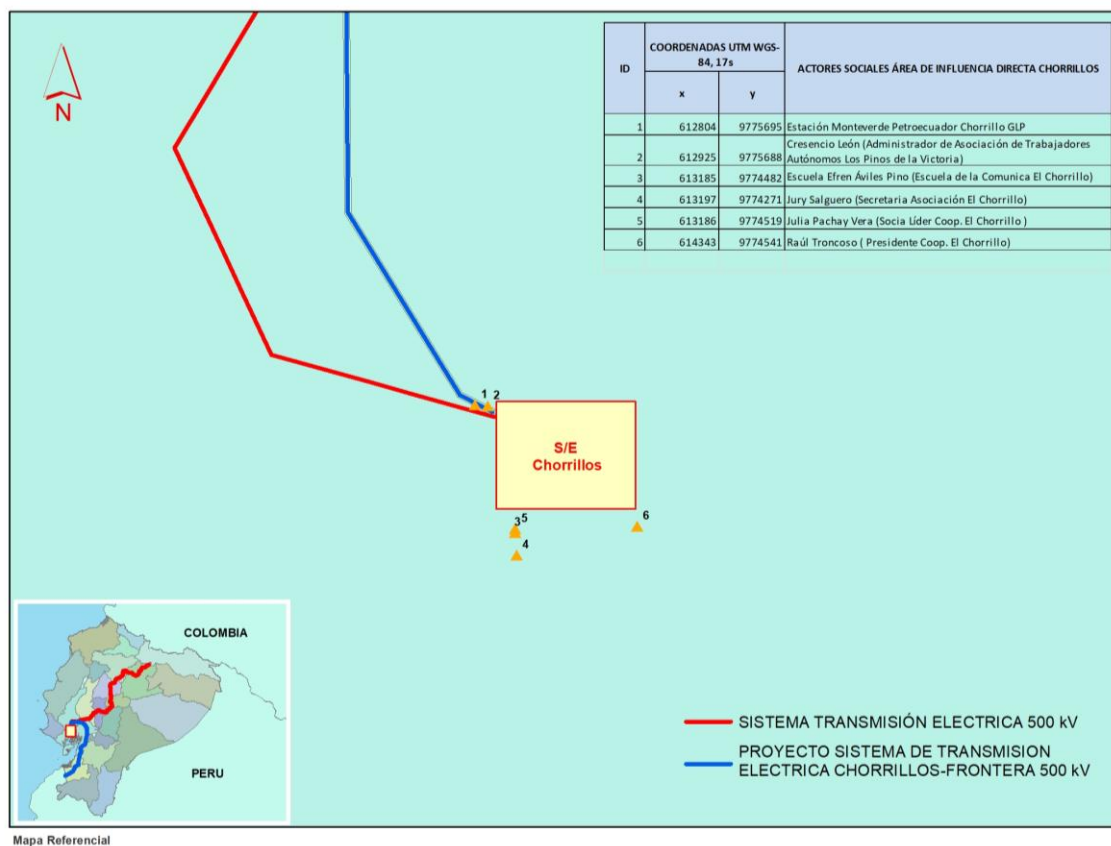 N
ID
COORDENADAS UTM WGS-
84, 17s
ACTORES SOCIALES ÁREA DE INFLUENCIA DIRECTA CHORRILLOS
x y
1 612804 9775695 Estación Monteverde Petroecuador Chorrillo GLP
2 612925 9775688 Cresencio León (Administrador de Asociación de Trabajadores
Autónomos Los Pinos de la Victoria)
3 613185 9774482 Escuela Efren Áviles Pino (Escuela de la Comunica El Chorrillo)
4 613197 9774271 Jury Salguero (Secretaria Asociación El Chorrillo)
5 613186 9774519 Julia Pachay Vera (Socia Líder Coop. El Chorrillo )
6 614343 9774541 Raúl Troncoso ( Presidente Coop. El Chorrillo)
1 2
S/E
Chorrillos
3 5
6
4
COLOMBIA
PERU
SISTEMA TRANSMISIÓN ELECTRICA 500 kV
PROYECTO SISTEMA DE TRANSMISION
ELECTRICA CHORRILLOS-FRONTERA 500 kV
Mapa Referencial